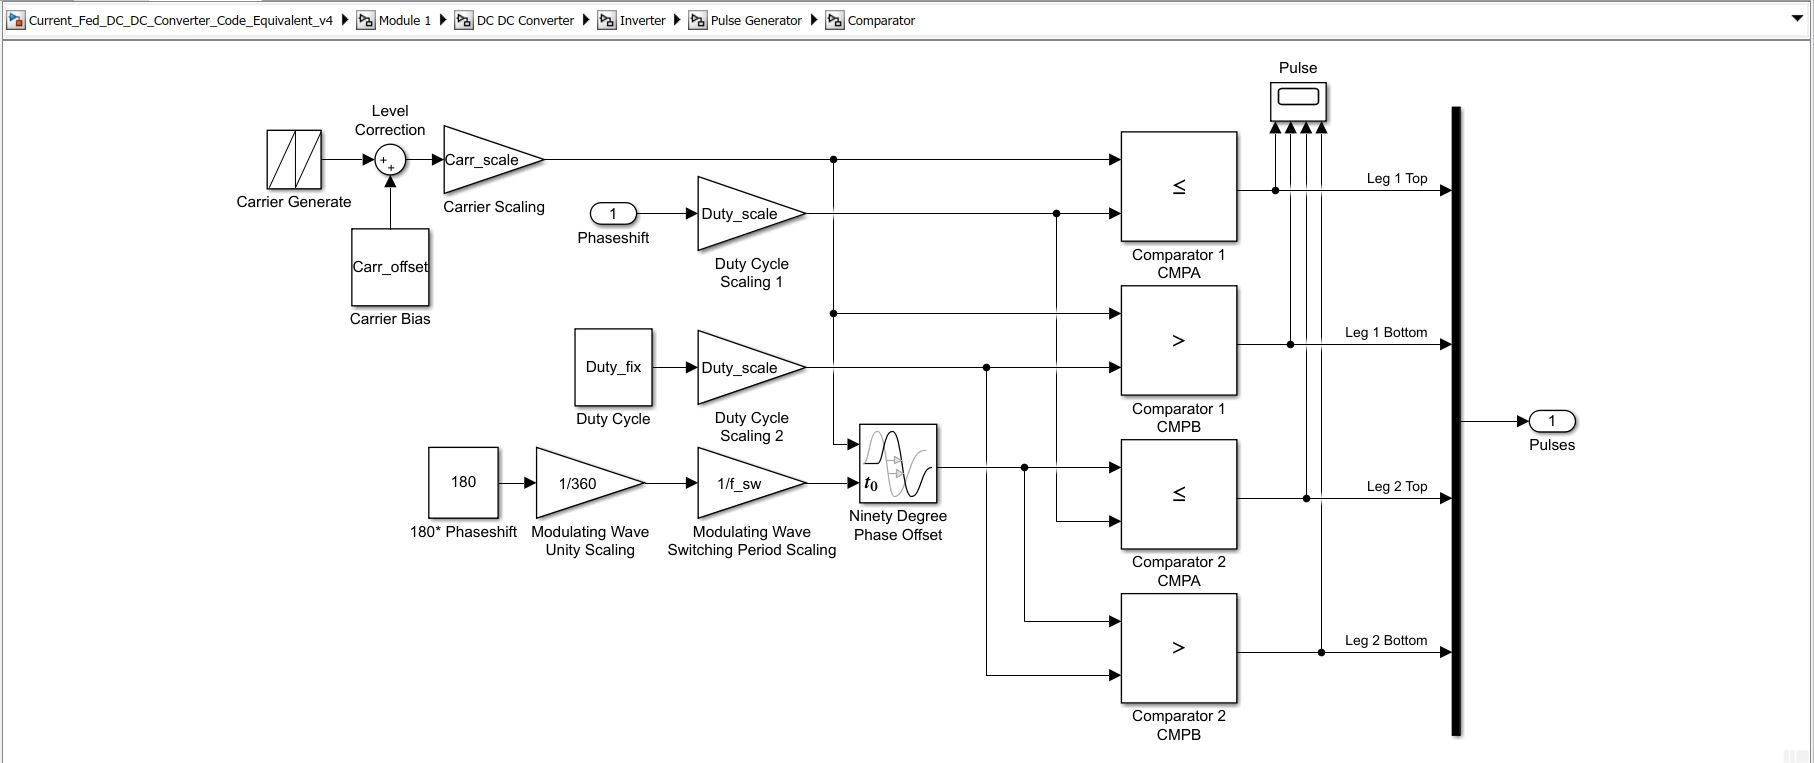 Current_Fed_DC_DC_Converter_Code_Equivalent_v4 Module 1 DC DC Converter Inverter Pulse Generator Comparator
Pulse
Level
Correction
+
+
Carr_scale
Carrier Generate
Carrier Scaling
Carr_offset
Carrier Bias
1
Phaseshift
Duty_scale
Duty Cycle
Scaling 1
≤
Comparator 1
CMPA
Leg 1 Top
Duty_fix
Duty Cycle
Duty_scale
Duty Cycle
Scaling 2
>
Comparator 1
CMPB
Leg 1 Bottom
180
180* Phaseshift
1/360
Modulating Wave
Unity Scaling
1/f_sw
Modulating Wave
Switching Period Scaling
t0
Ninety Degree
Phase Offset
≤
Comparator 2
CMPA
Leg 2 Top
>
Comparator 2
CMPB
Leg 2 Bottom
1
Pulses